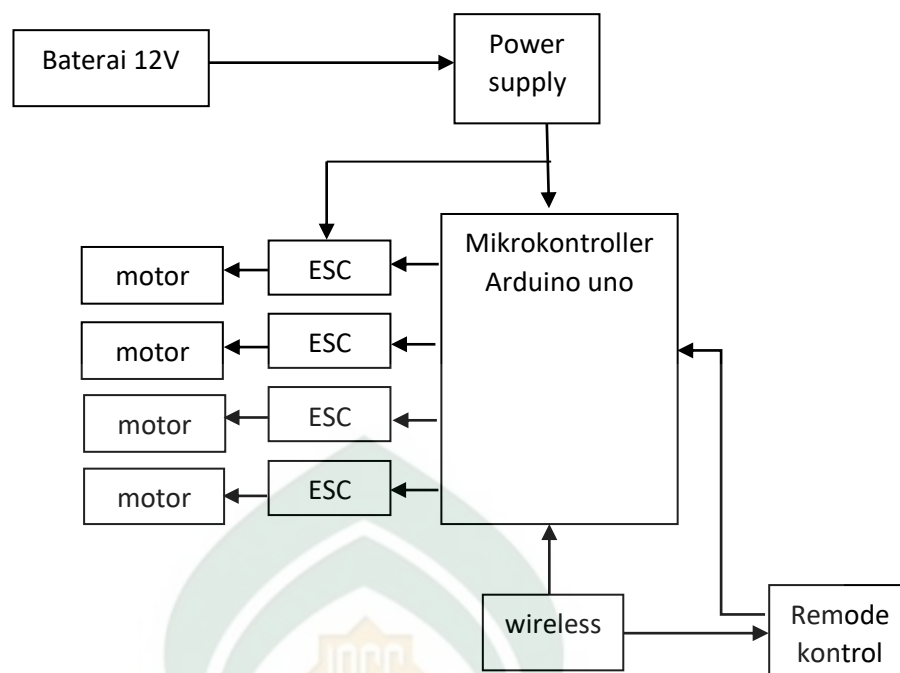 Baterai 12V
Power
supply
Mikrokontroller
Arduino uno
motor
ESC
motor
ESC
motor
ESC
motor
ESC
wireless
Remode
kontrol